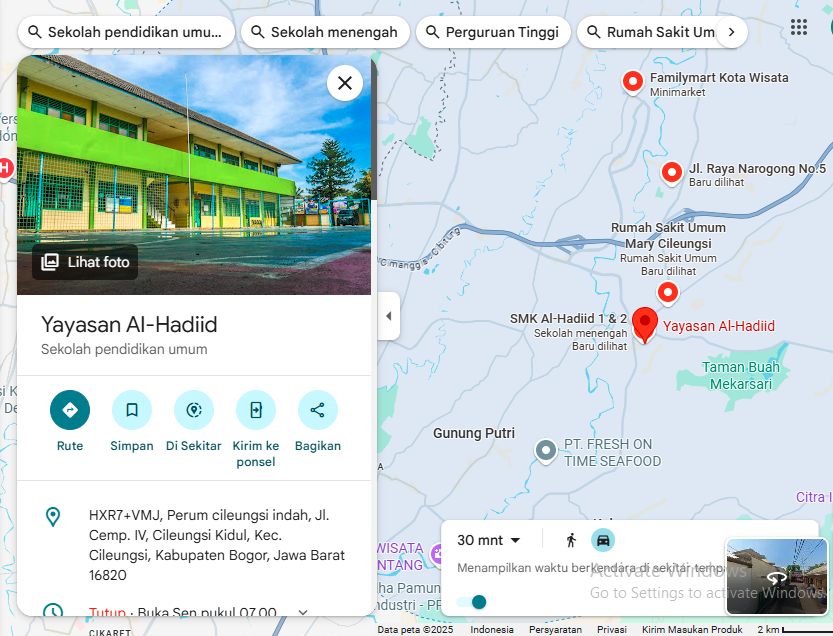 Sekolah pendidikan umu...
Sekolah menengah
Perguruan Tinggi
Rumah Sakit Um
Lihat foto
Yayasan Al-Hadiid
Sekolah pendidikan umum
Rute
Simpan
Di Sekitar
Kirim ke
ponsel
Bagikan
HXR7+VMJ, Perum cileungsi indah, Jl.
Cemp. IV, Cileungsi Kidul, Kec.
Cileungsi, Kabupaten Bogor, Jawa Barat
16820
Tutup · Buka Sen pukul 07.00
CIKARET
H
Familymart Kota Wisata
Minimarket
Jl. Raya Narogong No.5
Baru dilihat
Rumah Sakit Umum
Mary Cileungsi
Rumah Sakit Umum
Baru dilihat
Cimanggis-Cibitung
SMK Al-Hadiid 1 & 2
Sekolah menengah
Baru dilihat
Yayasan Al-Hadiid
Taman Buah
Mekarsari
Gunung Putri
PT. FRESH ON
TIME SEAFOOD
Citra I
WISATA
NTANG
30 mnt
Menampilkan waktu berkendara di sekitar temp
Activate Windows
Go to Settings to activate Windows.
Data peta ©2025
Indonesia
Persyaratan
Privasi
Kirim Masukan Produk
2 km